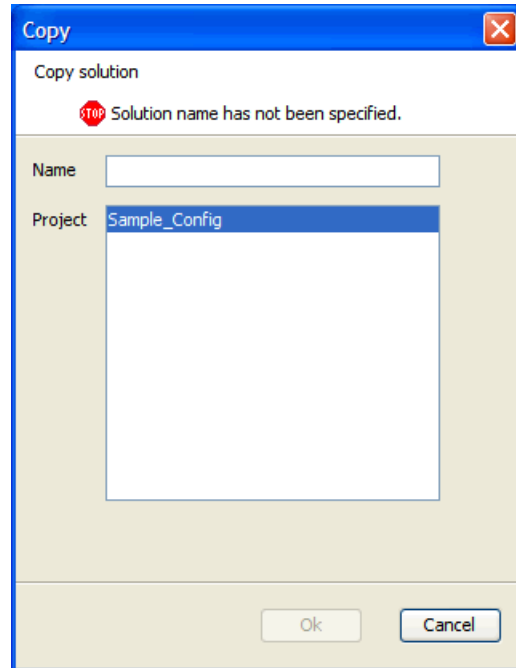 Copy
Copy solution
STOP Solution name has not been specified.
Name
Project Sample_Config
Ok Cancel